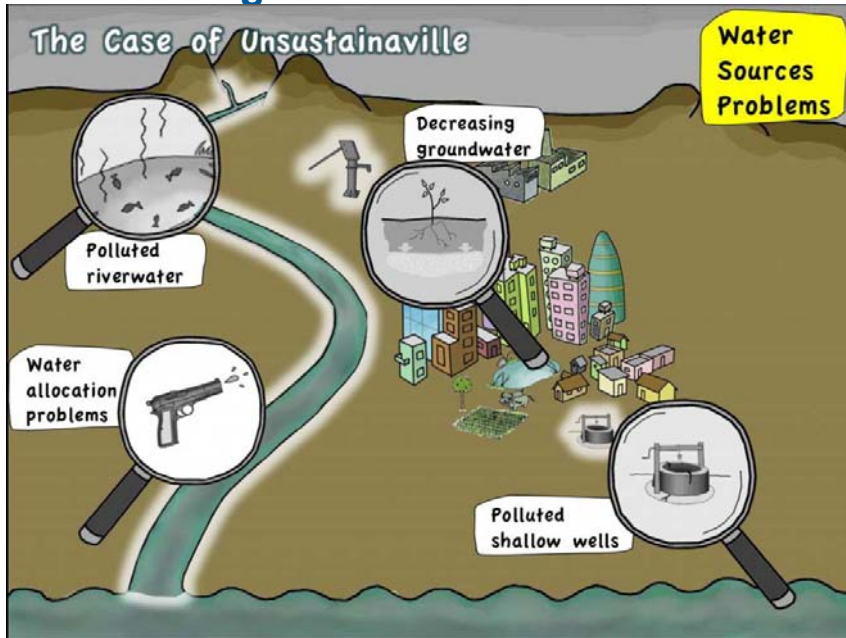 The Case of Unsustainaville
Water
Sources
Problems
Decreasing
groundwater
Polluted
riverwater
Water
allocation
problems
Polluted
shallow wells